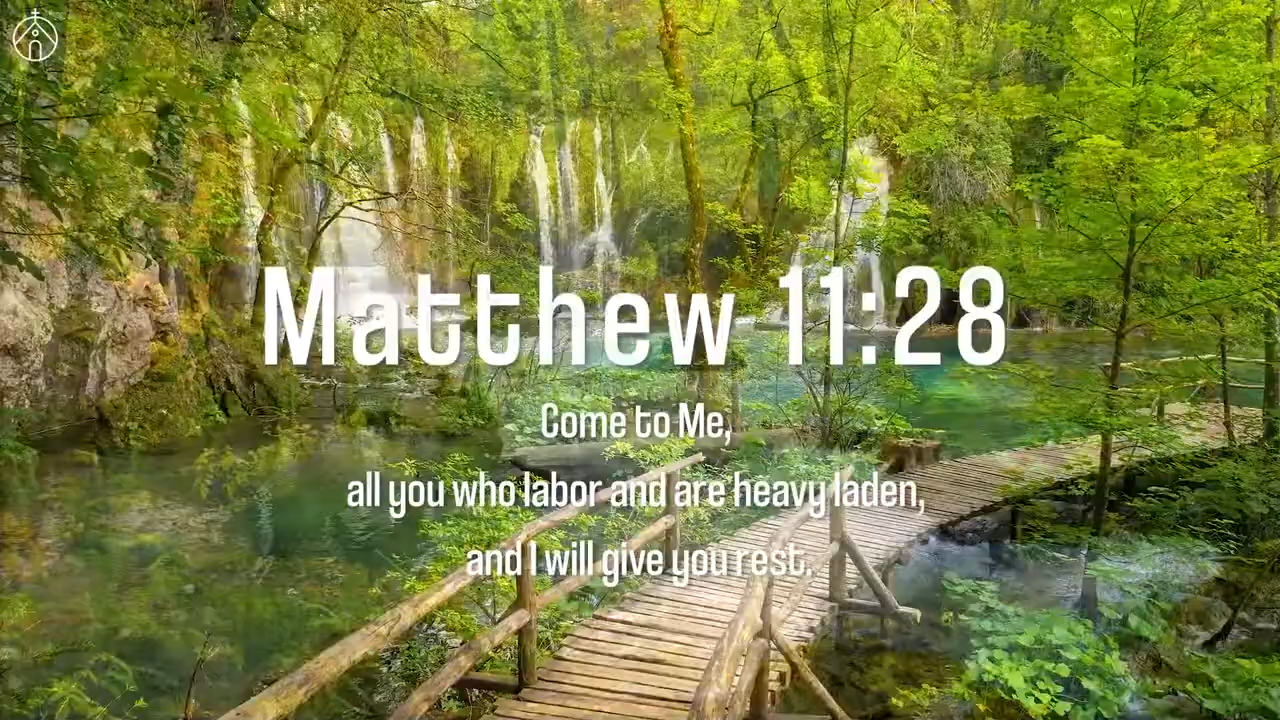 Matthew 11:28
Come to Me,
all you who labor and are heavy laden,
and I will give you rest.